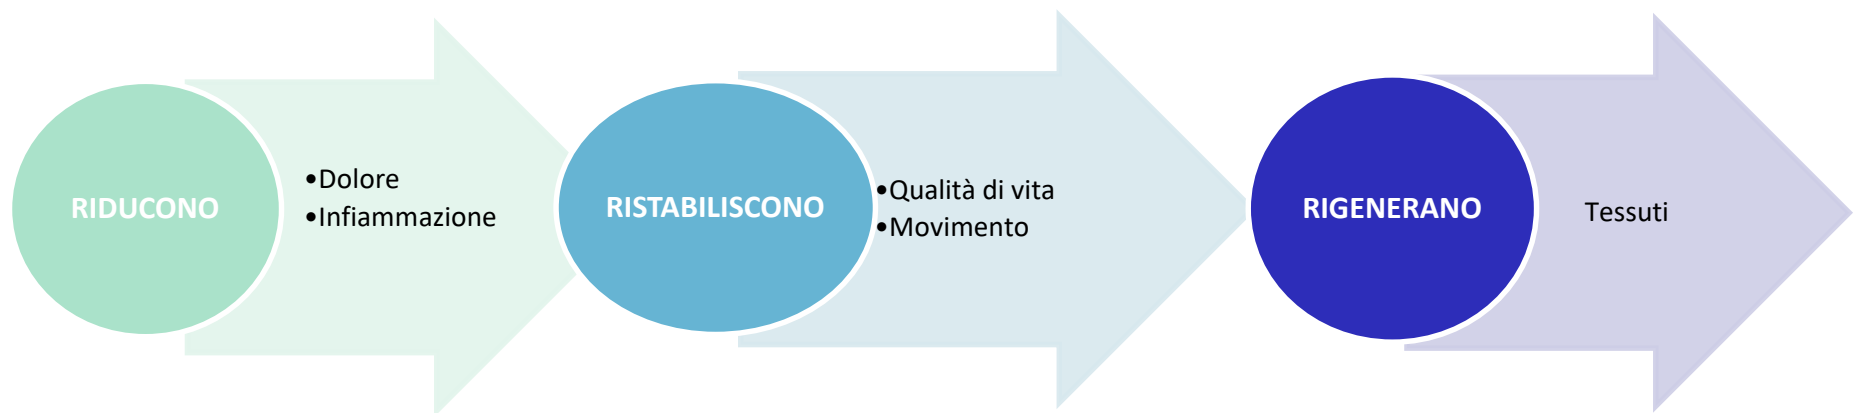 RIDUCONO
•Dolore
•Infiammazione
RISTABILISCONO
•Qualità di vita
•Movimento
RIGENERANO
Tessuti